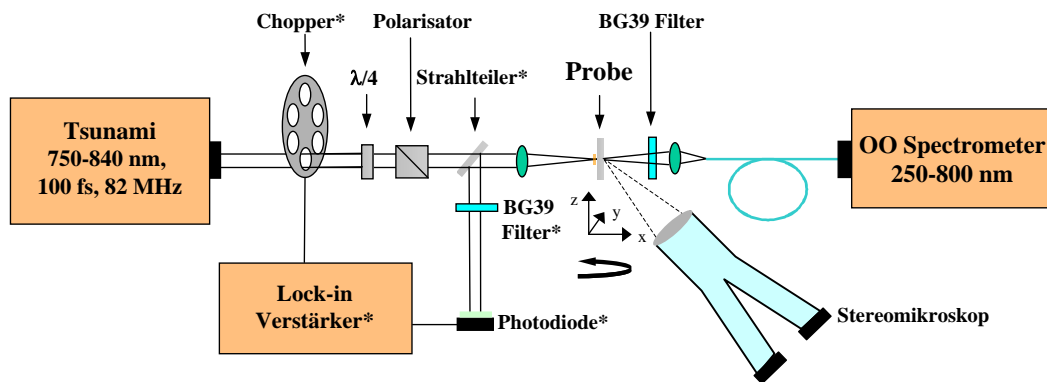 Chopper*
Polarisator
BG39 Filter
λ/4
Strahlteiler*
Probe
Tsunami
750-840 nm,
100 fs, 82 MHz
OO Spectrometer
250-800 nm
BG39
Filter*
z
y
x
Lock-in
Verstärker*
Photodiode*
Stereomikroskop